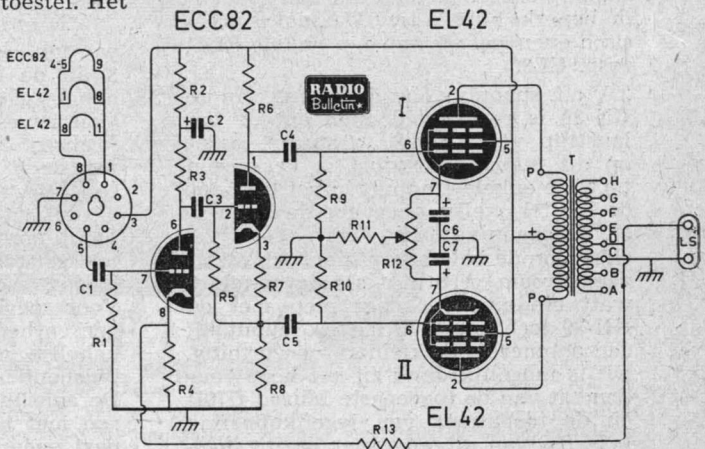 toestel. Het
ECC82
EL42
ECC82
4-5 9
EL42
1 8
EL42
8 1
RADIO
Bulletin
R2
R6
C2
C4
R3
C3
R9
R11
R12
C6
C7
R10
R5
R7
C5
C1
R1
R4
R8
R13
I
II
EL42
8 1
7 2
6 3
5 4
6
7
8
1
2
3
2
6 5
7
7
6 5
2
P
+
P
T
H
G
F
E
D
C
B
A
LS